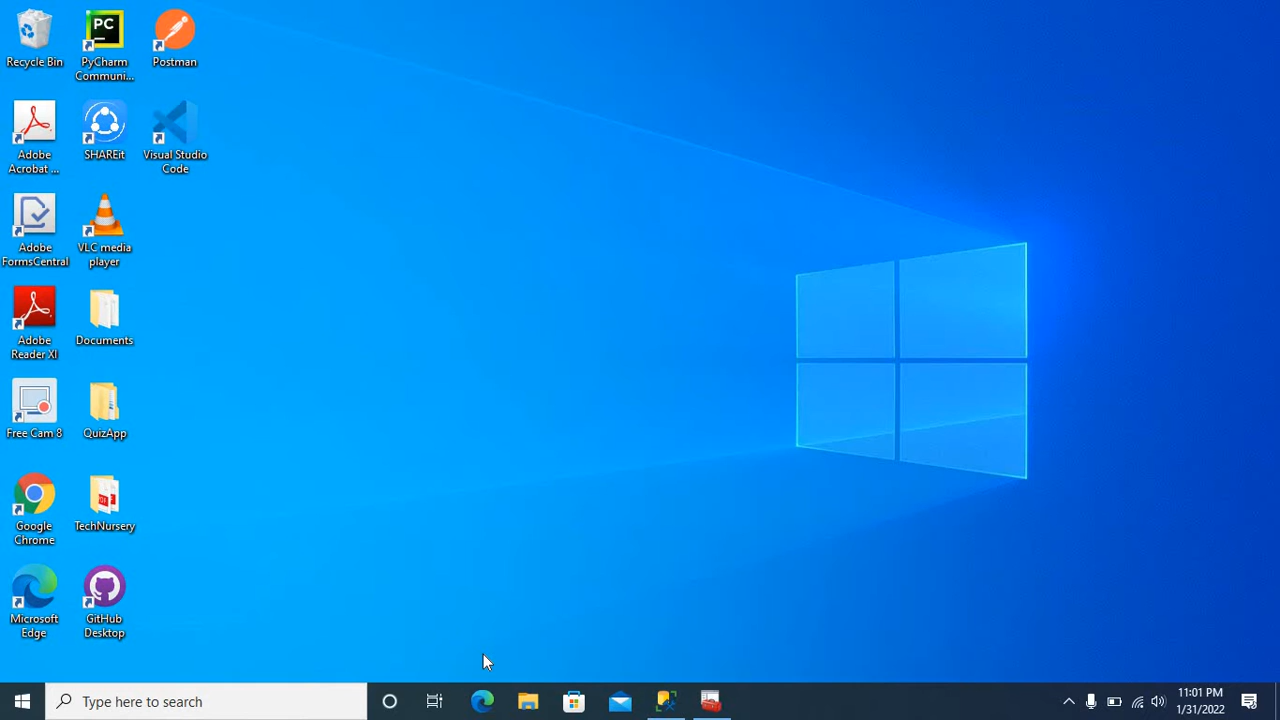 Recycle Bin
PC
PyCharm
Communi...
Postman
Adobe
Acrobat ...
SHAREit
Visual Studio
Code
Adobe
FormsCentral
VLC media
player
Adobe
Reader XI
Documents
Free Cam 8
QuizApp
Google
Chrome
TechNursery
Microsoft
Edge
GitHub
Desktop
Type here to search
11:01 PM
1/31/2022